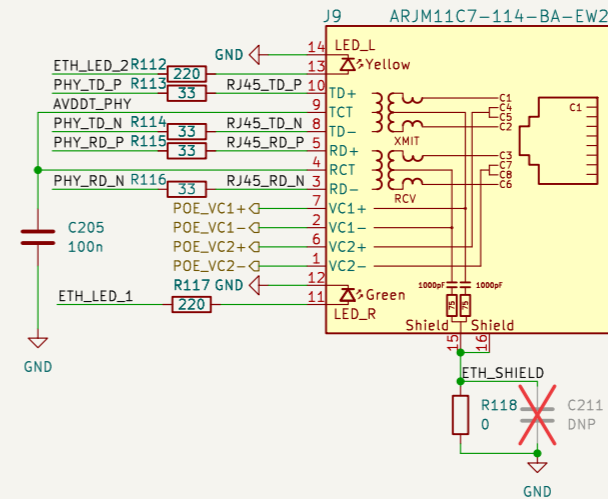 J9 ARJM11C7-114-BA-EW2
GND 14 LED_L
ETH_LED_2 R112 220 13 Yellow
PHY_TD_P R113 33 RJ45_TD_P 10 TD+ C1
AVDDT_PHY 9 TCT C4 C1
C5
PHY_TD_N R114 33 RJ45_TD_N 8 TD- C2
XMIT
PHY_RD_P R115 33 RJ45_RD_P 5 RD+ C3
4 RCT C7
C8
PHY_RD_N R116 33 RJ45_RD_N 3 RD- C6
RCV
POE_VC1+ 7 VC1+
POE_VC1- 2 VC1-
C205
100n
POE_VC2+ 6 VC2+
POE_VC2- 1 VC2-
R117 GND 12 Green 1000pF 1000pF
ETH_LED_1 220 11 LED_R 75 75
Shield Shield
15 16
GND
ETH_SHIELD
R118
0
C211
DNP
GND